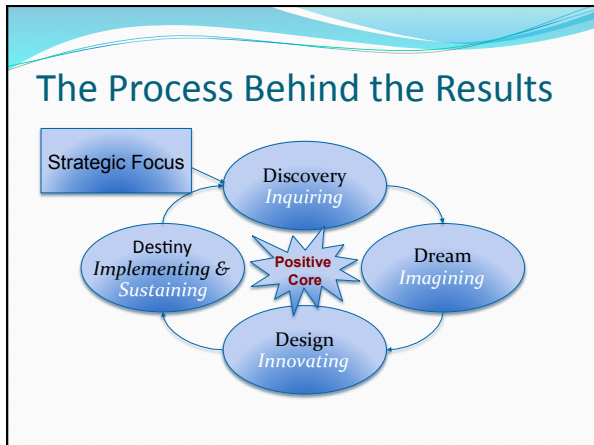 The Process Behind the Results
Strategic Focus
Discovery
Inquiring
Dream
Imagining
Design
Innovating
Destiny
Implementing &
Sustaining
Positive
Core